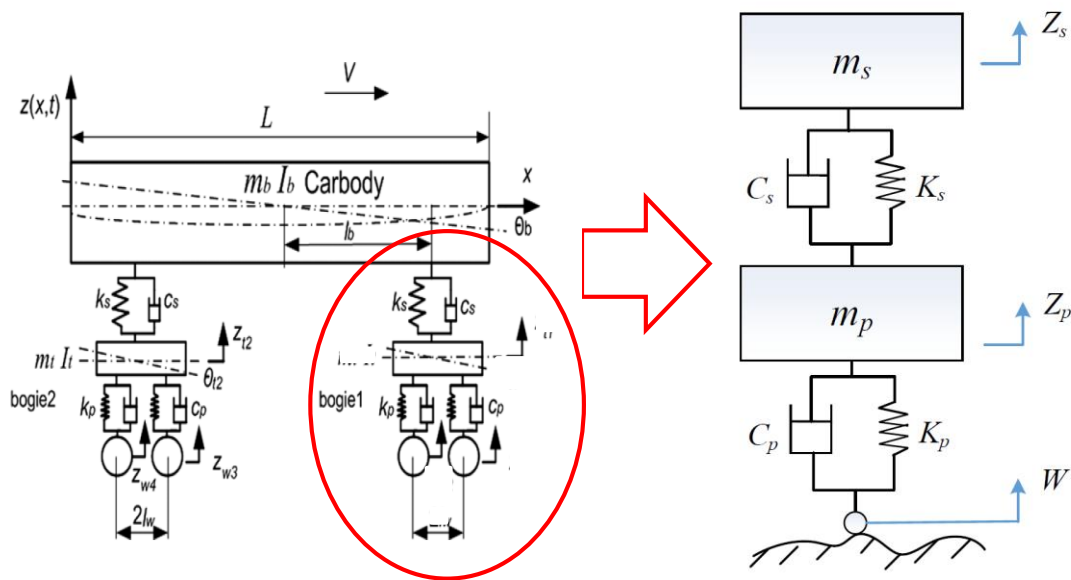 V
z(x,t)
L
m_b I_b Carbody
x
θ_b
l_b
k_s c_s
k_s c_s
z_t2
m_t I_t
θ_t2
bogie2
k_p c_p
bogie1
k_p c_p
z_w4
z_w3
2l_w
m_s
Z_s
C_s
K_s
m_p
Z_p
C_p
K_p
W